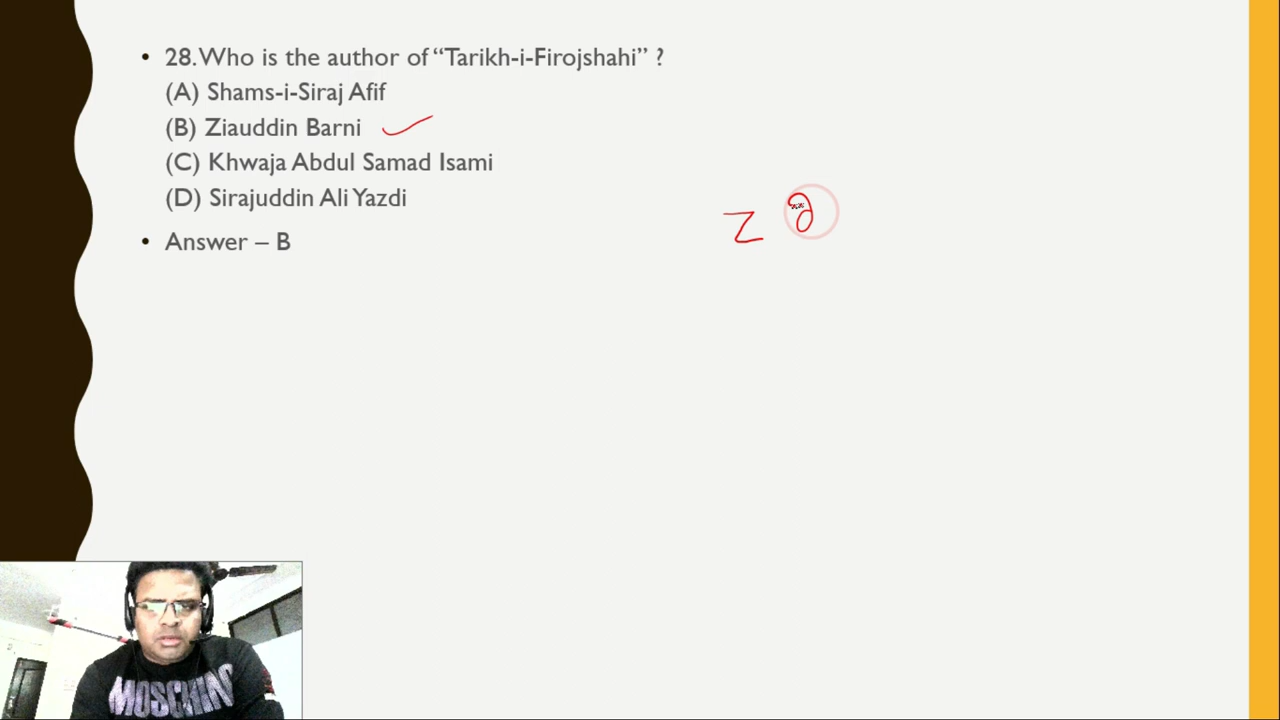 • 28. Who is the author of “Tarikh-i-Firojshahi” ?
(A) Shams-i-Siraj Afif
(B) Ziauddin Barni
(C) Khwaja Abdul Samad Isami
(D) Sirajuddin Ali Yazdi
• Answer – B
Z
MOSCHIN